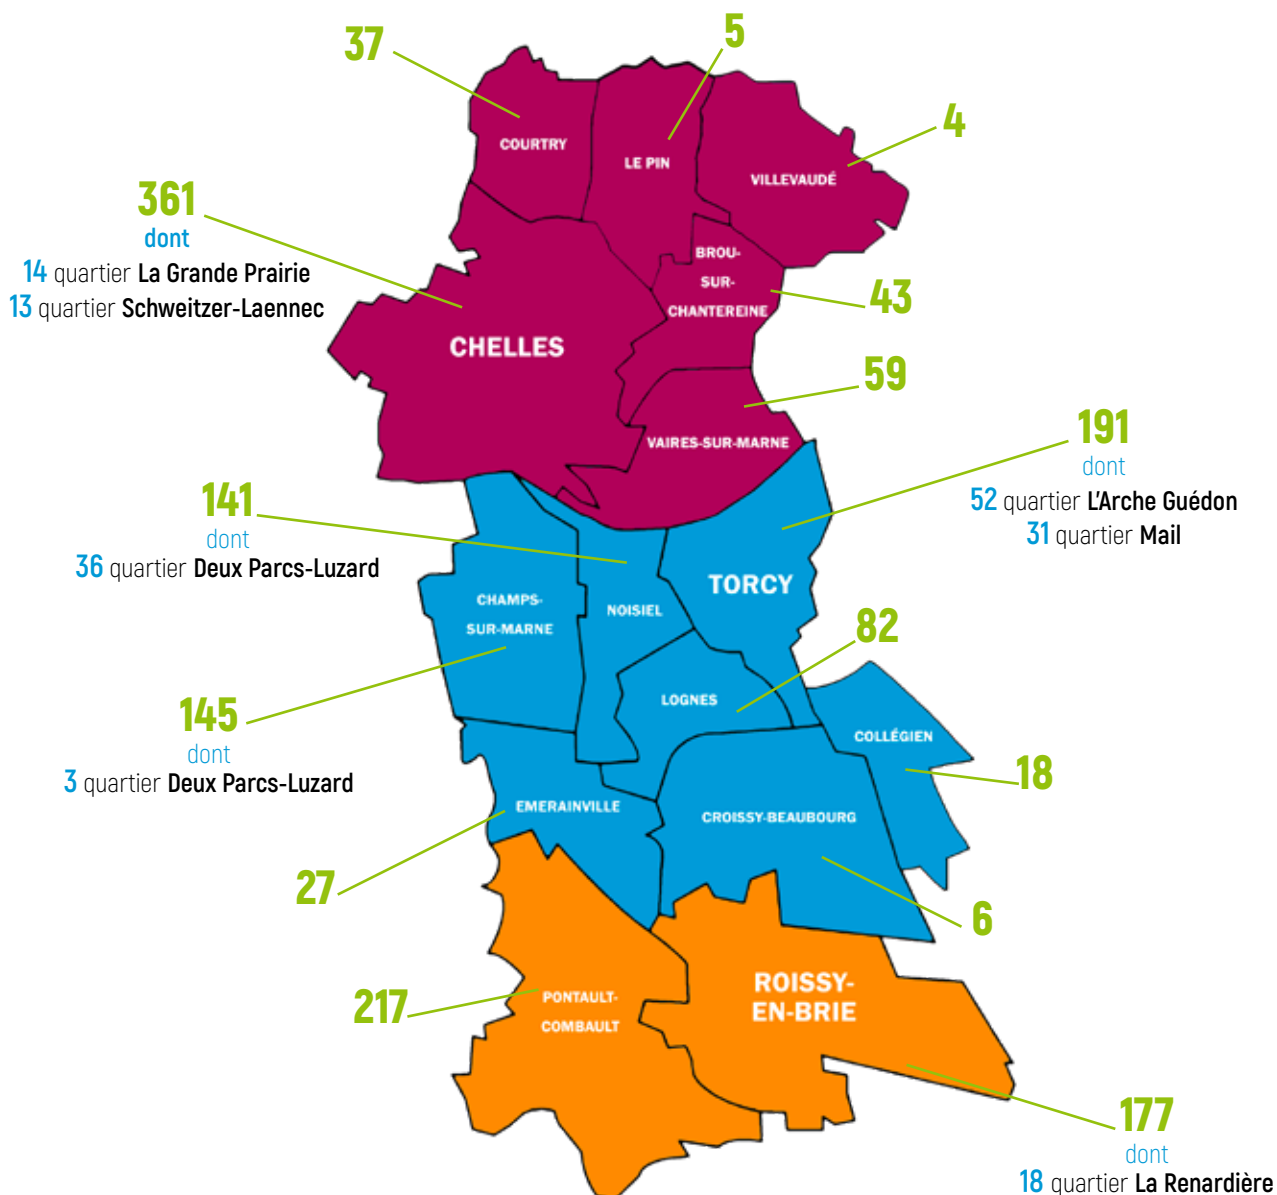 5
37
4
COURTRY
LE PIN
VILLEVAUDÉ
361
dont
14 quartier La Grande Prairie
13 quartier Schweitzer-Laennec
BROU-
SUR-
CHANTEREINE
43
CHELLES
59
VAIRES-SUR-MARNE
191
dont
52 quartier L'Arche Guédon
31 quartier Mail
141
dont
36 quartier Deux Parcs-Luzard
TORCY
CHAMPS-
SUR-MARNE
NOISIEL
82
LOGNES
145
dont
3 quartier Deux Parcs-Luzard
COLLÉGIEN
18
EMERAINVILLE
CROISSY-BEAUBOURG
27
6
217
PONTAULT-
COMBAULT
ROISSY-
EN-BRIE
177
dont
18 quartier La Renardière